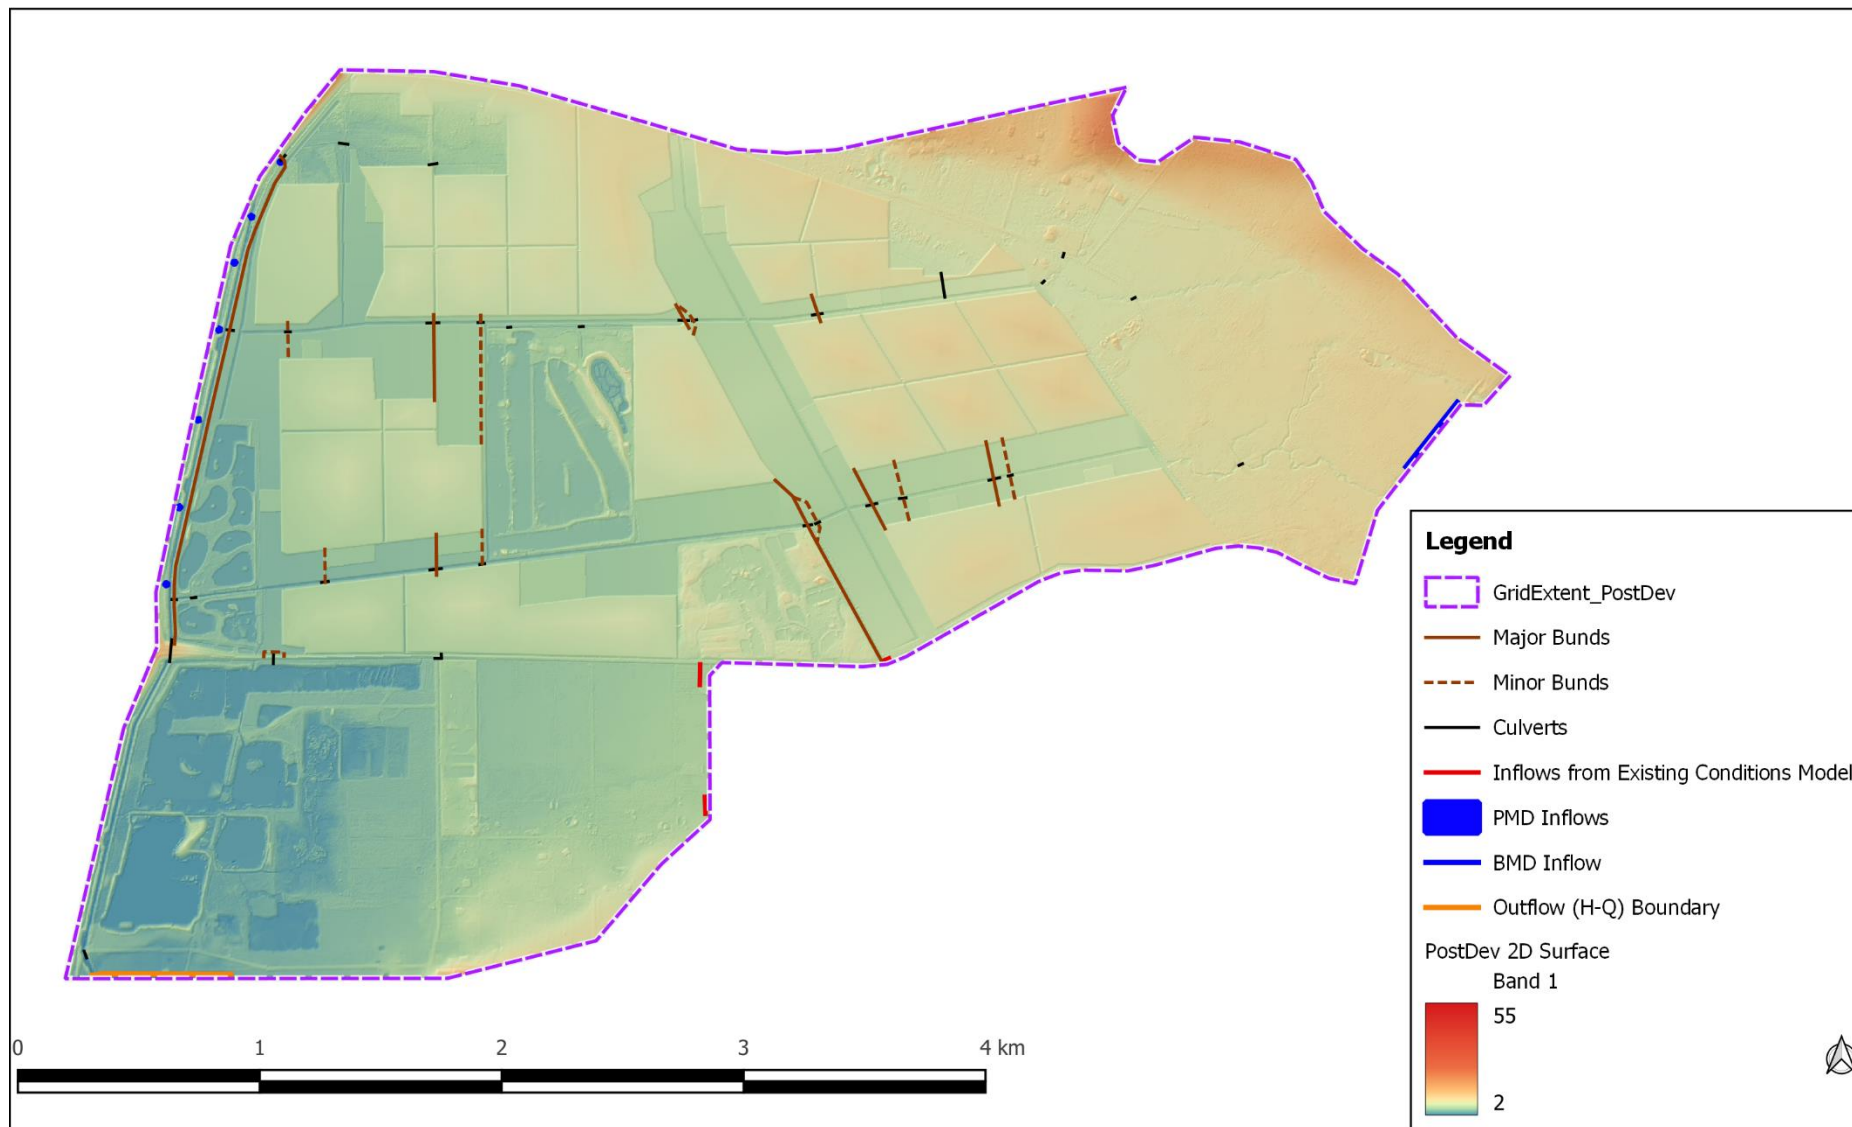 Legend
GridExtent_PostDev
Major Bunds
Minor Bunds
Culverts
Inflows from Existing Conditions Model
PMD Inflows
BMD Inflow
Outflow (H-Q) Boundary
PostDev 2D Surface
Band 1
55
2
0 1 2 3 4 km